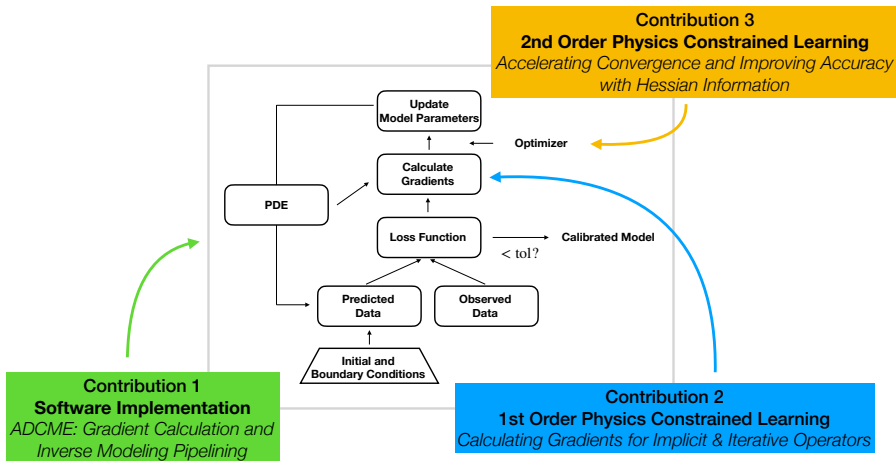 Contribution 3
2nd Order Physics Constrained Learning
Accelerating Convergence and Improving Accuracy
with Hessian Information
Update
Model Parameters
Optimizer
Calculate
Gradients
PDE
Loss Function
Calibrated Model
< tol?
Predicted
Data
Observed
Data
Initial and
Boundary Conditions
Contribution 1
Software Implementation
ADCME: Gradient Calculation and
Inverse Modeling Pipelining
Contribution 2
1st Order Physics Constrained Learning
Calculating Gradients for Implicit & Iterative Operators